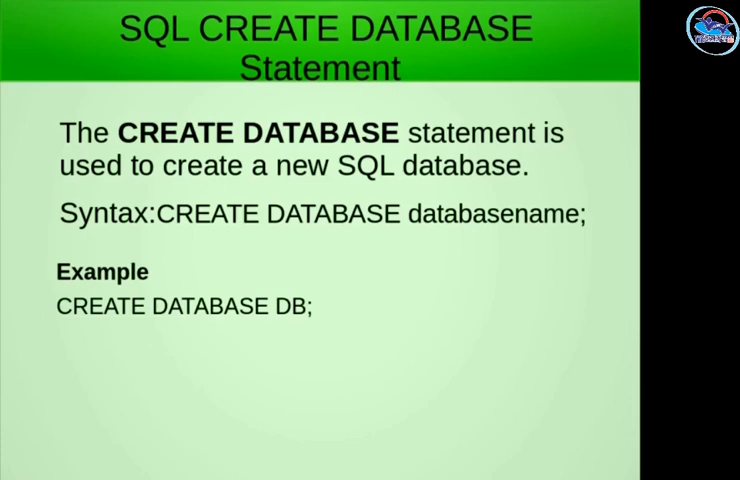 SQL CREATE DATABASE
Statement
The CREATE DATABASE statement is
used to create a new SQL database.
Syntax:CREATE DATABASE databasename;
Example
CREATE DATABASE DB;